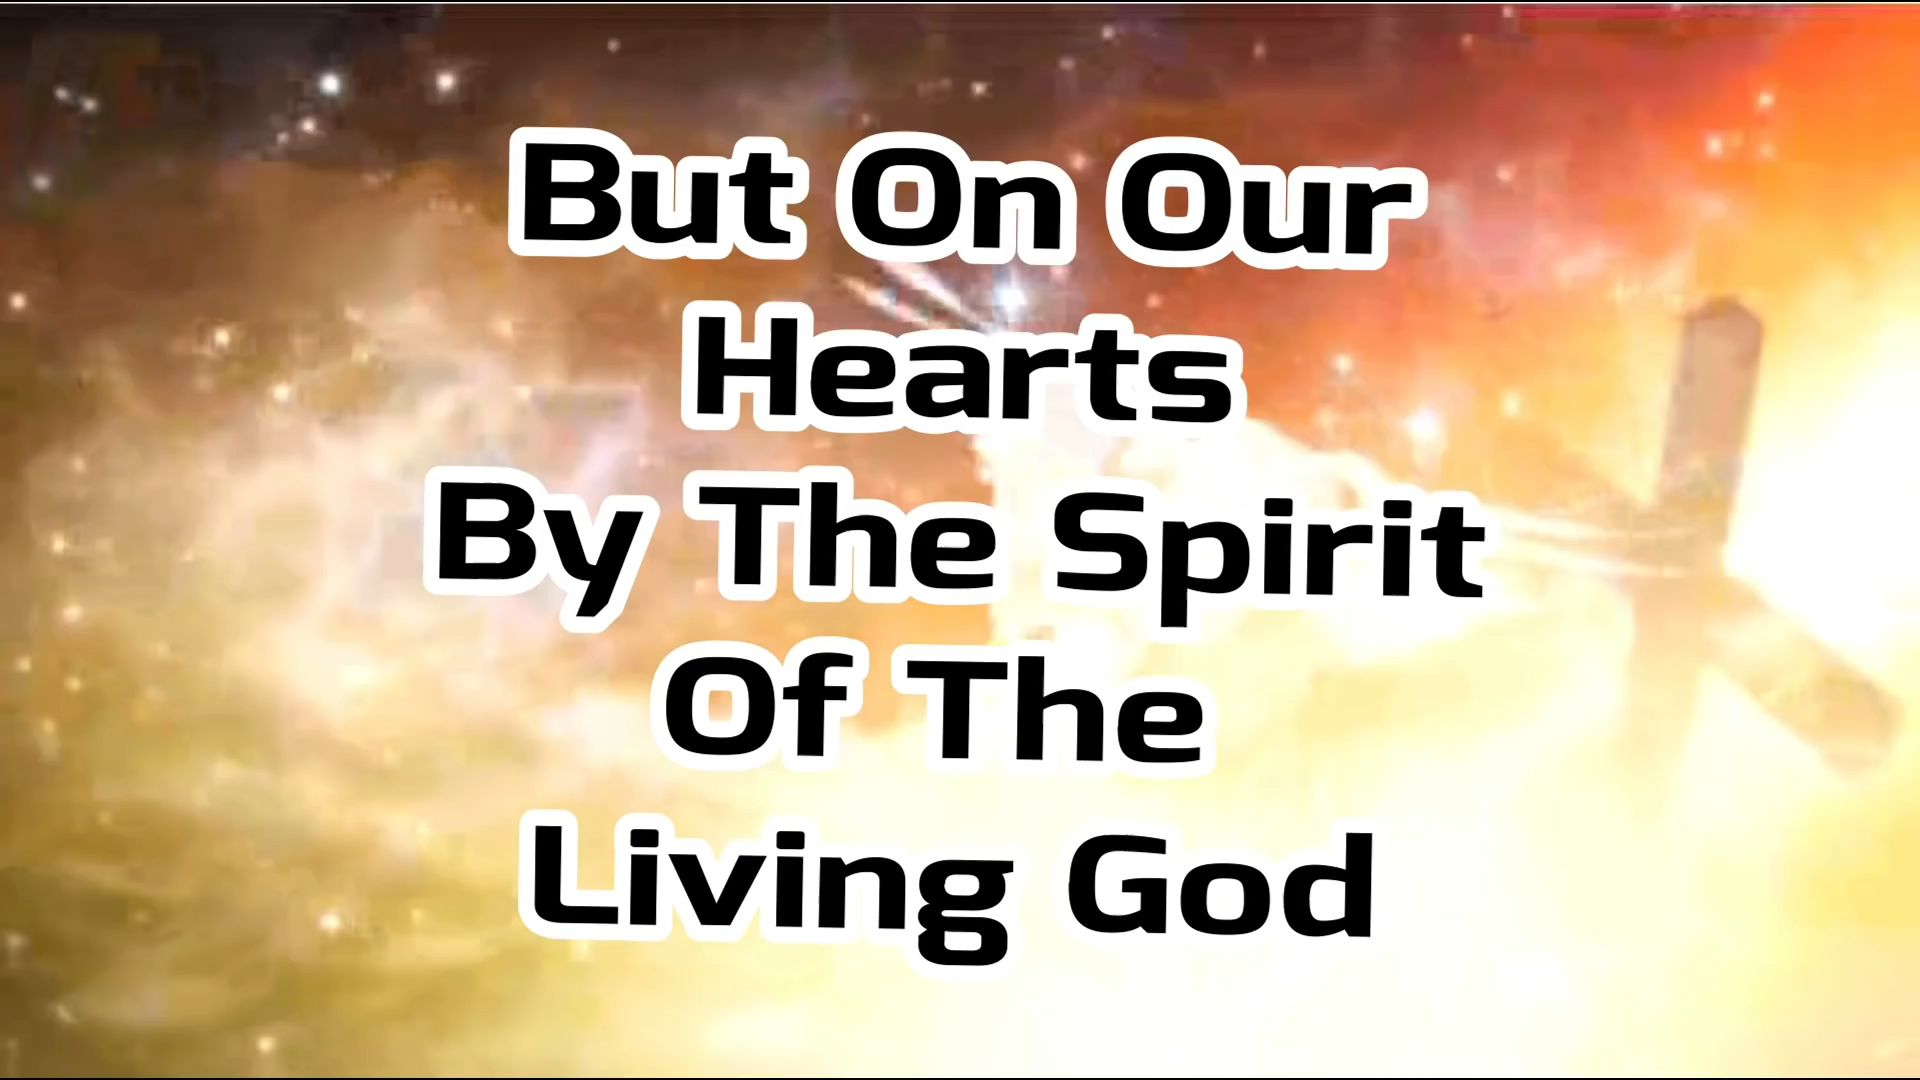 But On Our
Hearts
By The Spirit
Of The
Living God